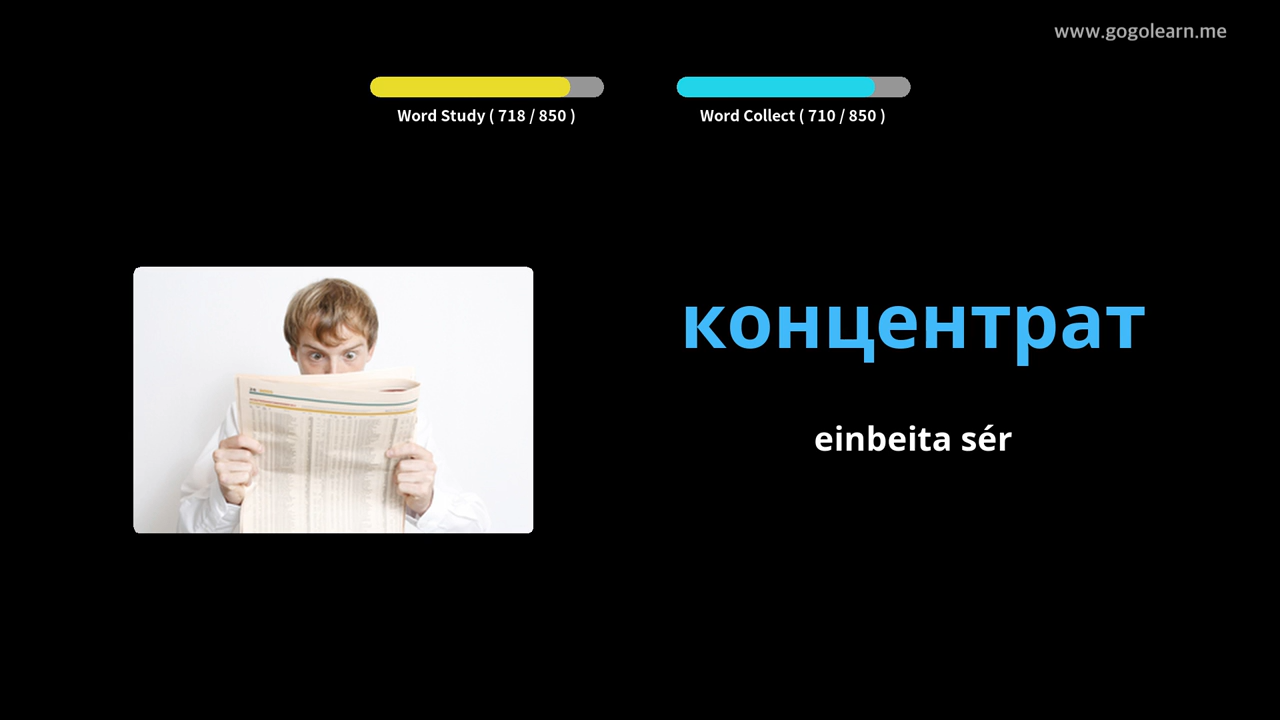 www.gogolearn.me
Word Study ( 718 / 850 )
Word Collect ( 710 / 850 )
концентрат
einbeita sér